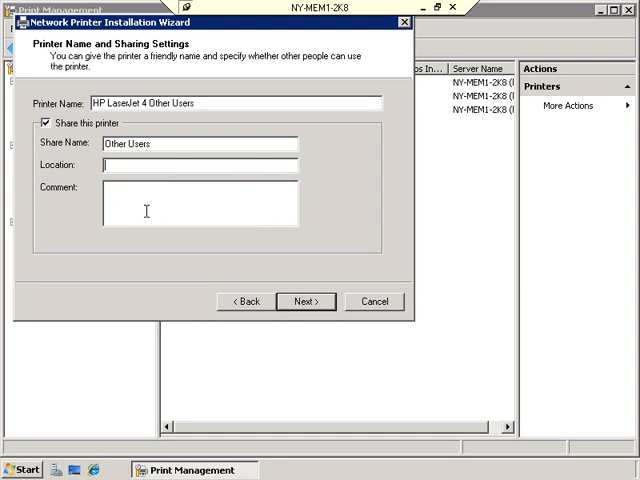 NY-MEM1-2K8
Print Management
Network Printer Installation Wizard
Printer Name and Sharing Settings
You can give the printer a friendly name and specify whether other people can use
the printer.
Printer Name: HP LaserJet 4 Other Users
Share this printer
Share Name: Other Users
Location:
Comment:
< Back Next > Cancel
In... Server Name
NY-MEM1-2K8 (l
NY-MEM1-2K8 (l
NY-MEM1-2K8 (l
Actions
Printers
More Actions
Start Print Management